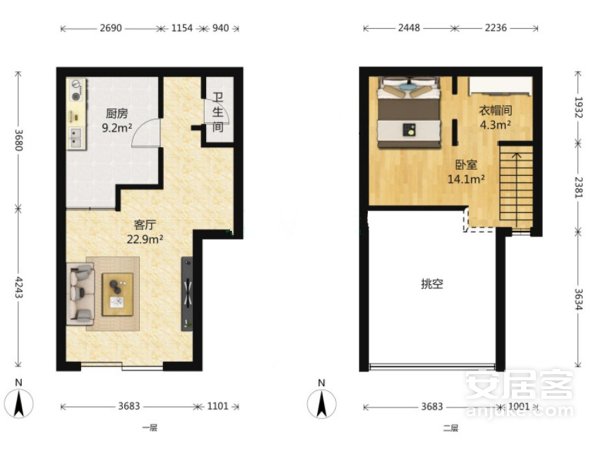 2690 1154 940
2448 2236
3680
4243
厨房
9.2m²
卫生间
客厅
22.9m²
衣帽间
4.3m²
卧室
14.1m²
挑空
1932
2381
3634
N
3683 1101
一层
N
3683 1001
二层
安居客
anjuke.com